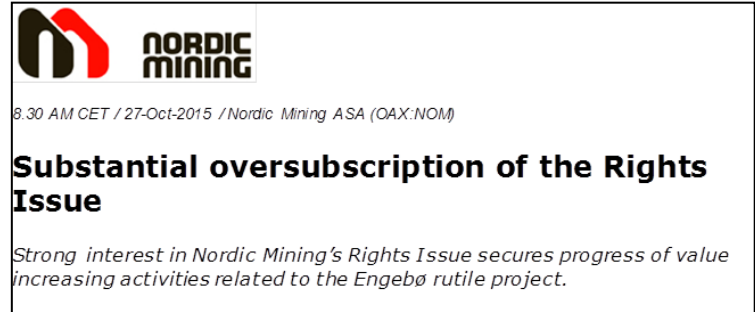 NORDIC
MINING
8.30 AM CET / 27-Oct-2015 / Nordic Mining ASA (OAX:NOM)
Substantial oversubscription of the Rights
Issue
Strong interest in Nordic Mining's Rights Issue secures progress of value
increasing activities related to the Engebø rutile project.